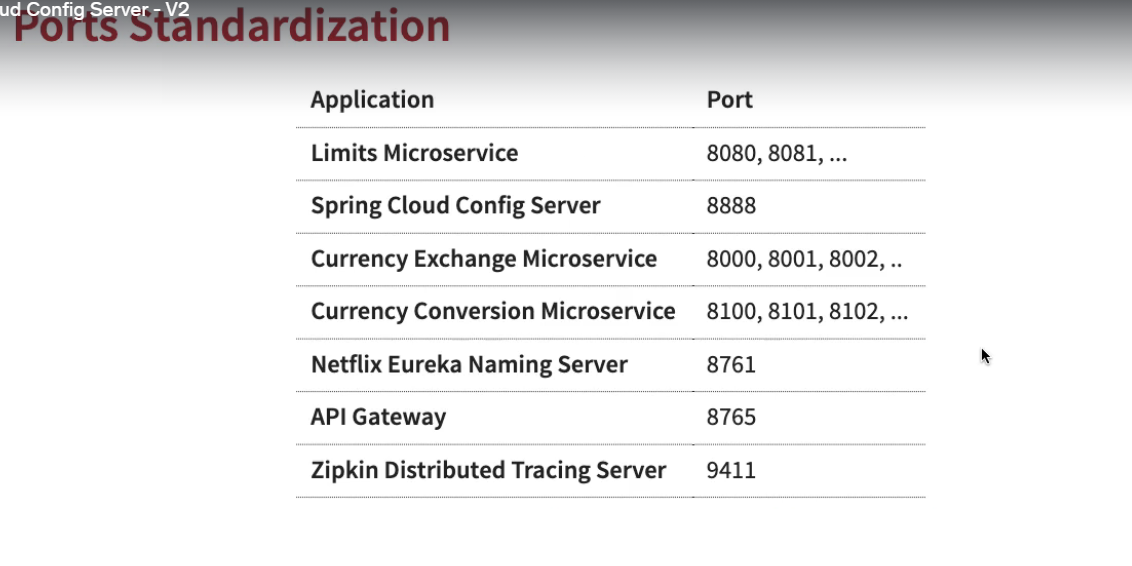 ud Config Server - V2
Ports Standardization
Application Port
Limits Microservice 8080, 8081, ...
Spring Cloud Config Server 8888
Currency Exchange Microservice 8000, 8001, 8002, ..
Currency Conversion Microservice 8100, 8101, 8102, ...
Netflix Eureka Naming Server 8761
API Gateway 8765
Zipkin Distributed Tracing Server 9411